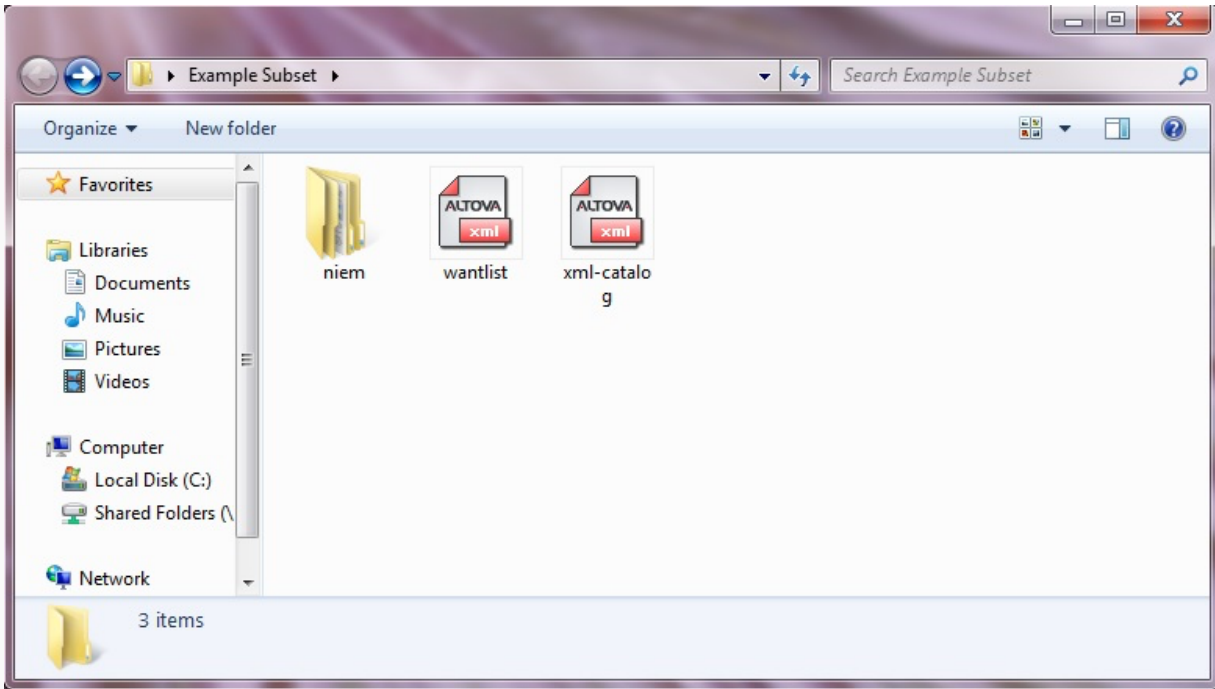 Example Subset
Search Example Subset
Organize
New folder
Favorites
Libraries
Documents
Music
Pictures
Videos
Computer
Local Disk (C:)
Shared Folders (\
Network
ALTOVA
xml
ALTOVA
xml
niem
wantlist
xml-catalo
g
3 items